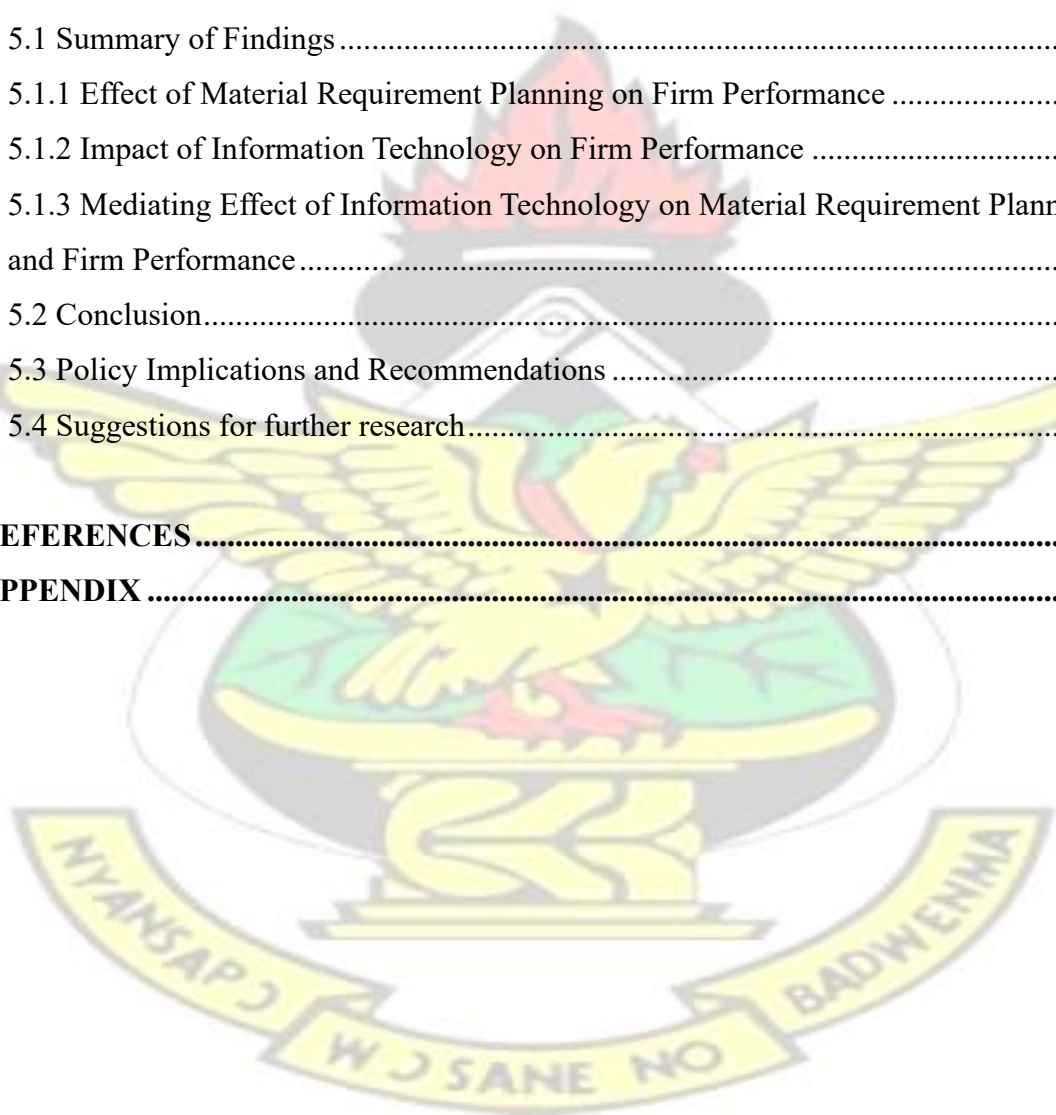 5.1 Summary of Findings........................................
5.1.1 Effect of Material Requirement Planning on Firm Performance....................
5.1.2 Impact of Information Technology on Firm Performance..............................
5.1.3 Mediating Effect of Information Technology on Material Requirement Plann
and Firm Performance........................................
5.2 Conclusion........................................
5.3 Policy Implications and Recommendations........................................
5.4 Suggestions for further research........................................
EFERENCES........................................
PPENDIX........................................
NYANSAPƆ WƆSANE NO BADWENMA